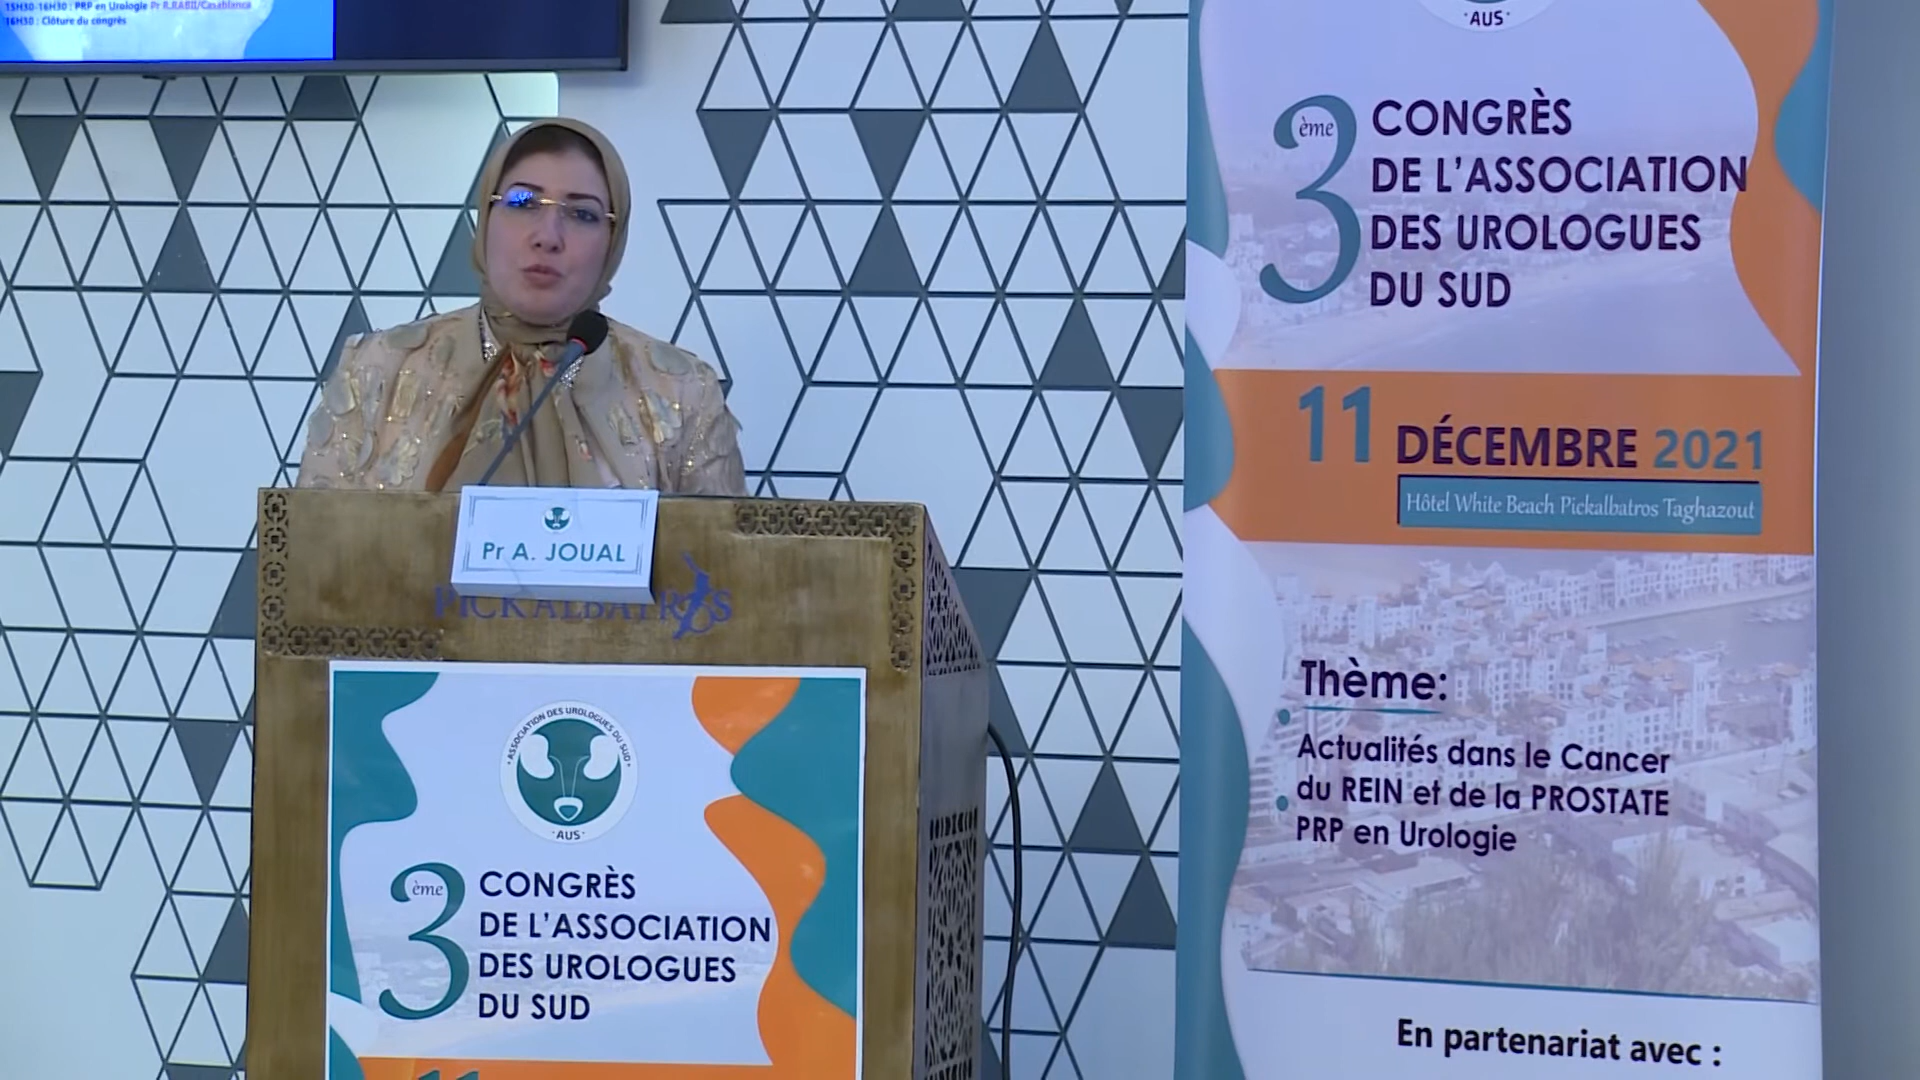 15H30-16H30 : PRP en Urologie Pr R.RABII/Casablanca
16H30 : Clôture du congrès
Pr A. JOUAL
PICKALBATROS
ASSOCIATION DES UROLOGUES DU SUD
· AUS ·
3ème CONGRÈS
DE L’ASSOCIATION
DES UROLOGUES
DU SUD
11
· AUS ·
3ème CONGRÈS
DE L’ASSOCIATION
DES UROLOGUES
DU SUD
11 DÉCEMBRE 2021
Hôtel White Beach Pickalbatros Taghazout
Thème:
Actualités dans le Cancer
du REIN et de la PROSTATE
PRP en Urologie
En partenariat avec :